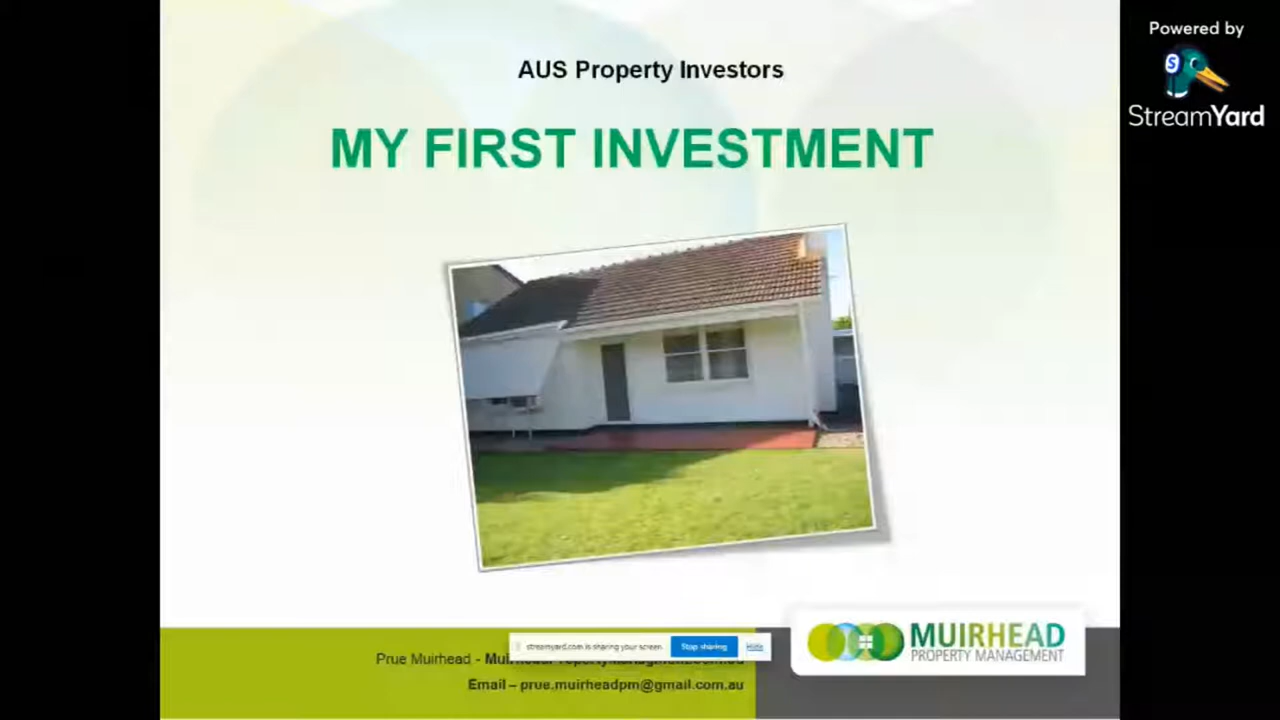 AUS Property Investors
Powered by
StreamYard
MY FIRST INVESTMENT
streamyard.com is sharing your screen.
Stop sharing
Hide
Prue Muirhead -
Email – prue.muirheadpm@gmail.com.au
MUIRHEAD
PROPERTY MANAGEMENT